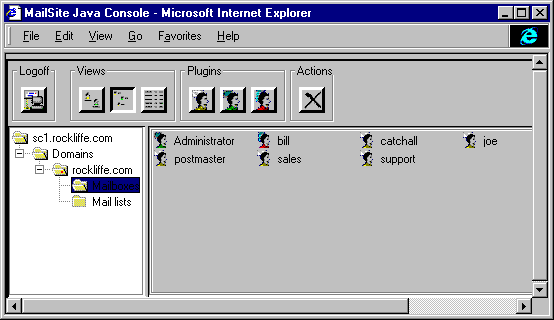 MailSite Java Console - Microsoft Internet Explorer
File Edit View Go Favorites Help
Logoff Views Plugins Actions
sc1.rockliffe.com
Domains
rockliffe.com
Mailboxes
Mail lists
Administrator bill catchall joe
postmaster sales support